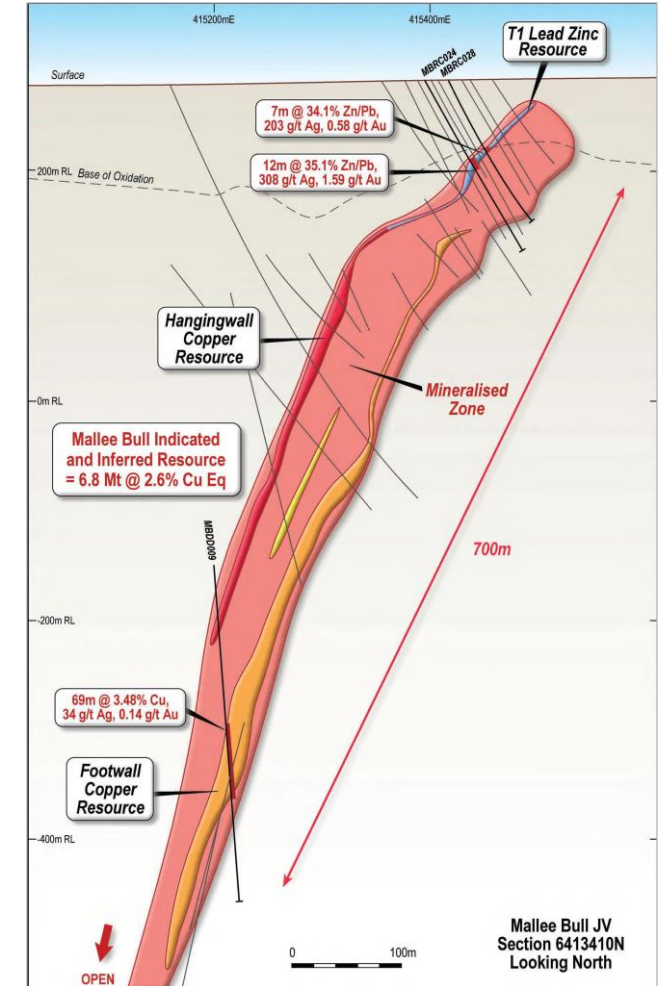 415200mE
415400mE
T1 Lead Zinc
Resource
Surface
MBRC024
MBRC028
7m @ 34.1% Zn/Pb,
203 g/t Ag, 0.58 g/t Au
12m @ 35.1% Zn/Pb,
308 g/t Ag, 1.59 g/t Au
200m RL
Base of Oxidation
Hangingwall
Copper
Resource
Mineralised
Zone
0m RL
Mallee Bull Indicated
and Inferred Resource
= 6.8 Mt @ 2.6% Cu Eq
MBDD009
700m
-200m RL
69m @ 3.48% Cu,
34 g/t Ag, 0.14 g/t Au
Footwall
Copper
Resource
-400m RL
OPEN
0
100m
Mallee Bull JV
Section 6413410N
Looking North